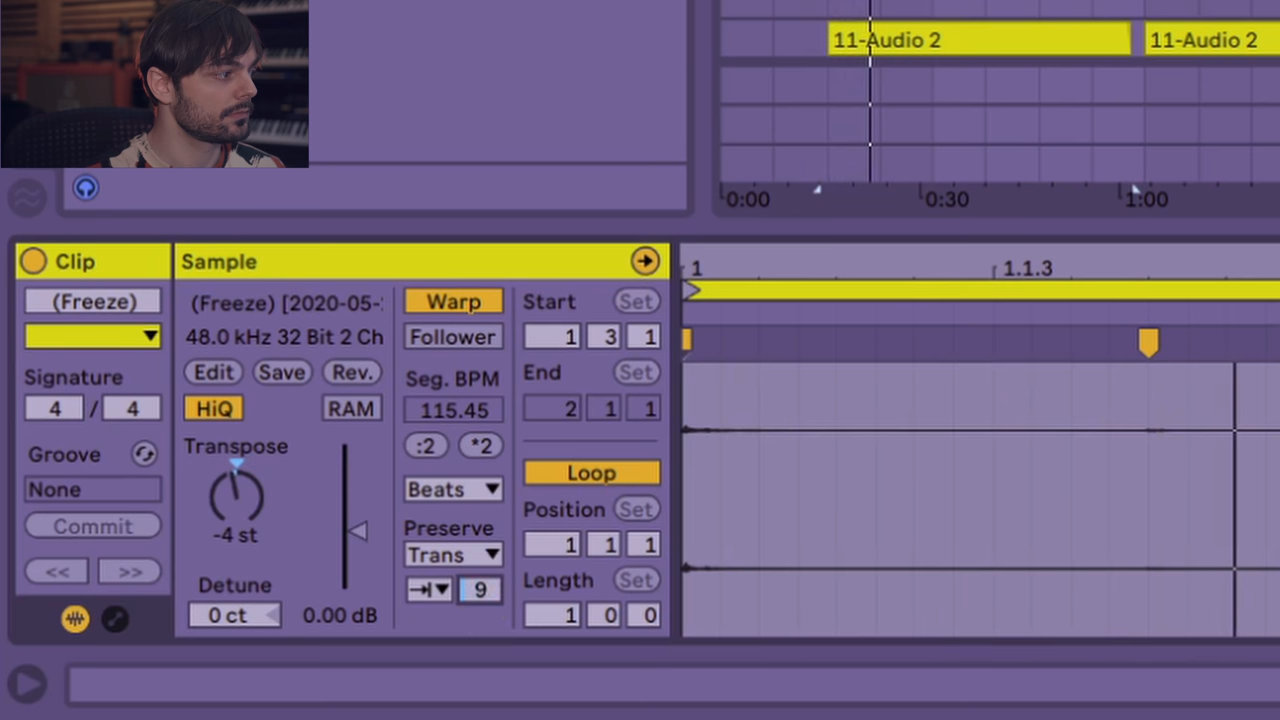 11-Audio 2
11-Audio 2
0:00
0:30
1:00
Clip
Sample
1
1.1.3
(Freeze)
(Freeze) [2020-05-
Warp
Start
Set
48.0 kHz 32 Bit 2 Ch
Follower
1 3 1
Signature
Edit
Save
Rev.
Seg. BPM
End
Set
4 / 4
HiQ
RAM
115.45
2 1 1
Groove
Transpose
:2
*2
Loop
None
Beats
Position
Set
Commit
-4 st
Preserve
1 1 1
<<
>>
Trans
Detune
9
Length
Set
0 ct
0.00 dB
1 0 0